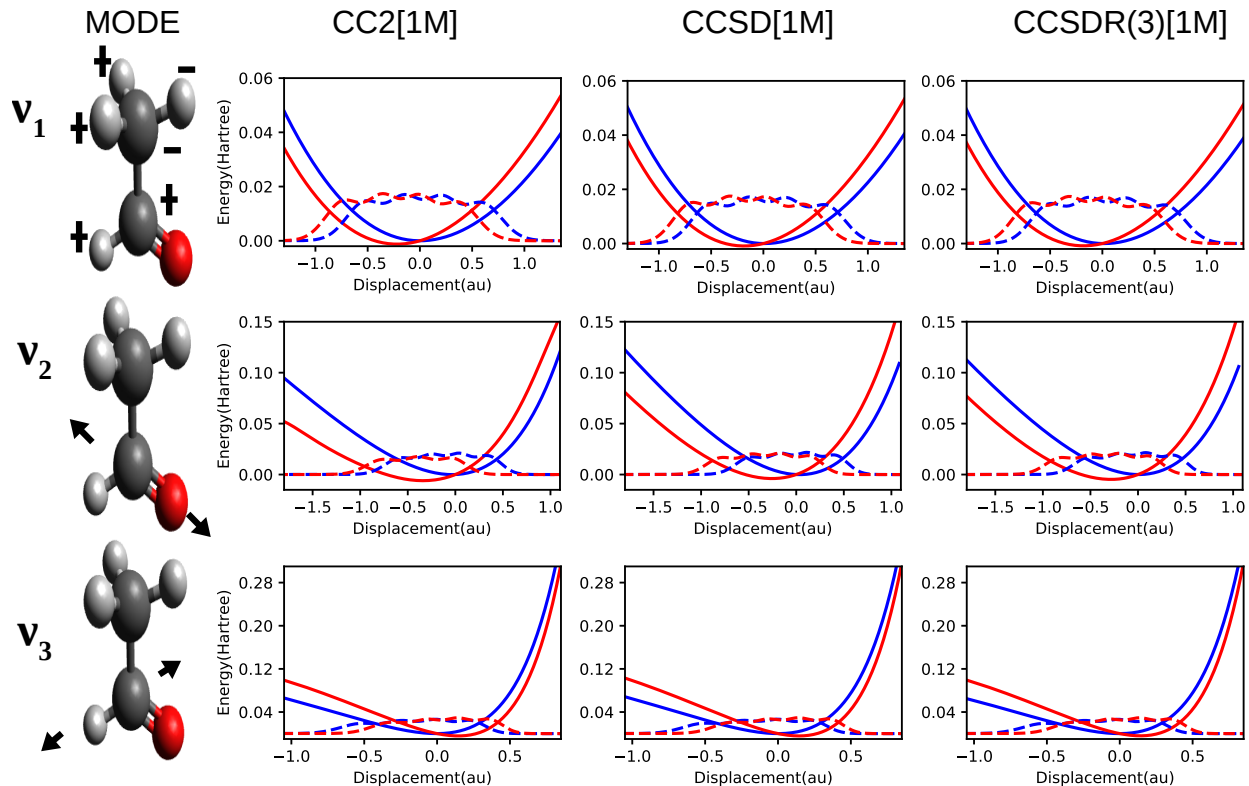 MODE CC2[1M] CCSD[1M] CCSDR(3)[1M]
ν1
+ − + − + +
Energy(Hartree)
0.06
0.04
0.02
0.00
−1.0 −0.5 0.0 0.5 1.0
Displacement(au)
0.06
0.04
0.02
0.00
−1.0 −0.5 0.0 0.5 1.0
Displacement(au)
0.06
0.04
0.02
0.00
−1.0 −0.5 0.0 0.5 1.0
Displacement(au)
ν2
Energy(Hartree)
0.15
0.10
0.05
0.00
−1.5 −1.0 −0.5 0.0 0.5 1.0
Displacement(au)
0.15
0.10
0.05
0.00
−1.5 −1.0 −0.5 0.0 0.5 1.0
Displacement(au)
0.15
0.10
0.05
0.00
−1.5 −1.0 −0.5 0.0 0.5 1.0
Displacement(au)
ν3
Energy(Hartree)
0.28
0.20
0.12
0.04
−1.0 −0.5 0.0 0.5
Displacement(au)
0.28
0.20
0.12
0.04
−1.0 −0.5 0.0 0.5
Displacement(au)
0.28
0.20
0.12
0.04
−1.0 −0.5 0.0 0.5
Displacement(au)